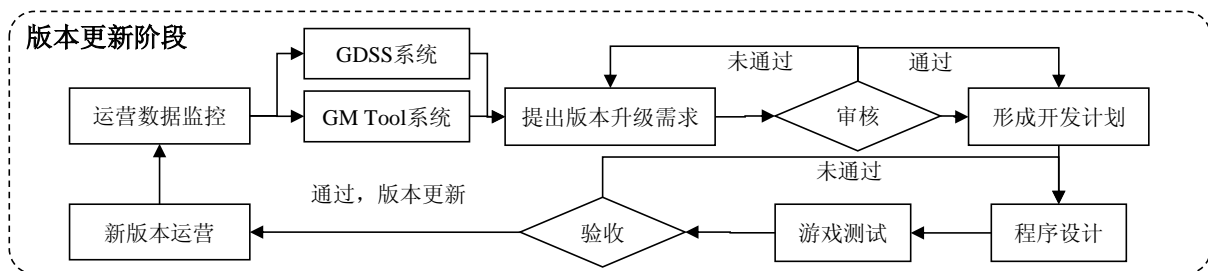 版本更新阶段
GDSS系统
未通过
通过
运营数据监控
GM Tool系统
提出版本升级需求
审核
形成开发计划
未通过
通过，版本更新
新版本运营
验收
游戏测试
程序设计